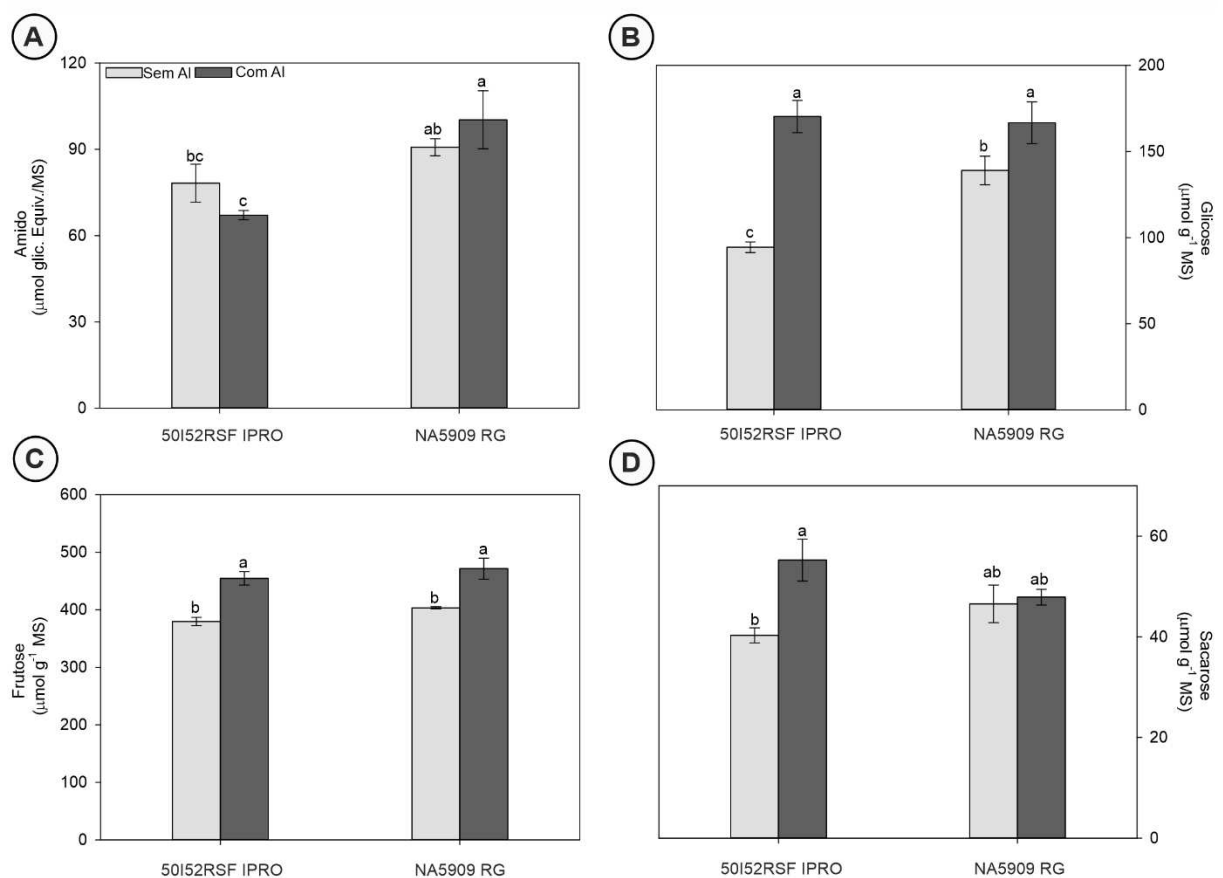 A
120
90
60
30
0
Amido
(μmol glic. Equiv./MS)
Sem Al
Com Al
bc
c
ab
a
50I52RSF IPRO
NA5909 RG
B
200
150
100
50
0
Glicose
(μmol g⁻¹ MS)
c
a
b
a
50I52RSF IPRO
NA5909 RG
C
600
500
400
300
200
100
0
Frutose
(μmol g⁻¹ MS)
b
a
b
a
50I52RSF IPRO
NA5909 RG
D
60
40
20
0
Sacarose
(μmol g⁻¹ MS)
b
a
ab
ab
50I52RSF IPRO
NA5909 RG